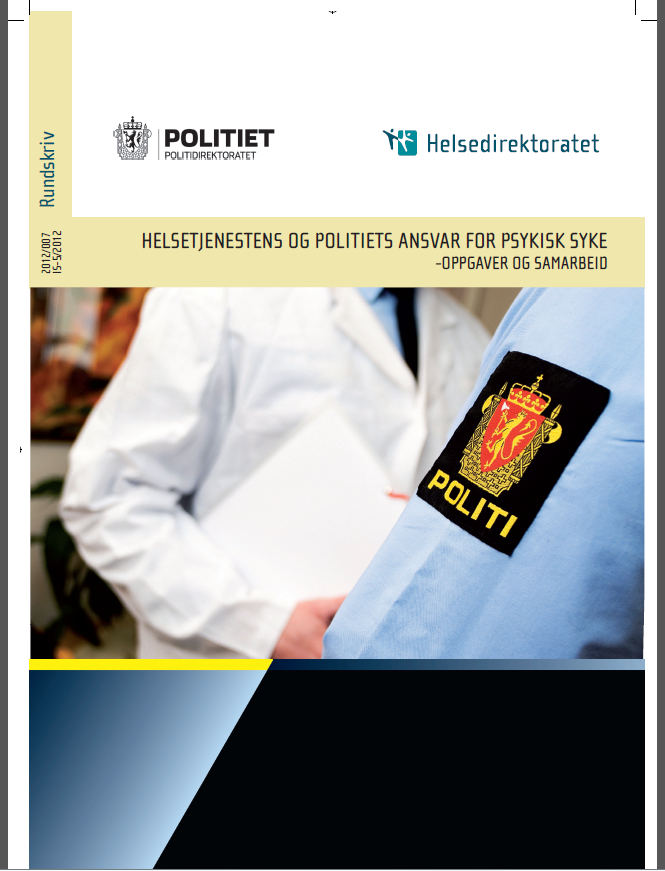 Rundskriv
2012/007
IS-5/2012
POLITIET
POLITIDIREKTORATET
Helsedirektoratet
HELSETJENESTENS OG POLITIETS ANSVAR FOR PSYKISK SYKE
-OPPGAVER OG SAMARBEID
POLITI